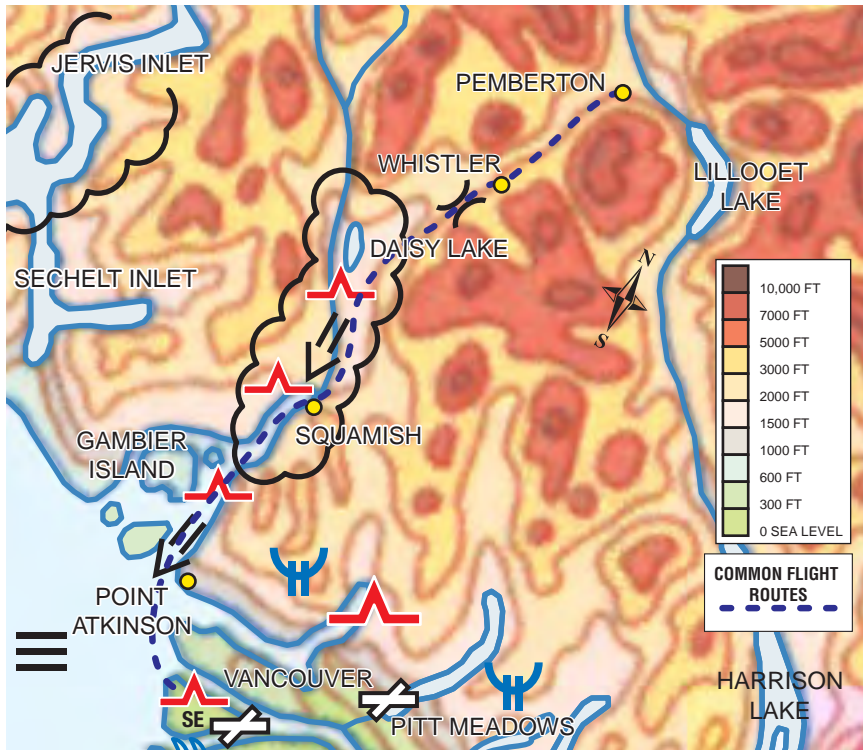 JERVIS INLET
PEMBERTON
WHISTLER
LILLOOET
LAKE
DAISY LAKE
SECHELT INLET
N
S
10,000 FT
7000 FT
5000 FT
3000 FT
2000 FT
1500 FT
1000 FT
600 FT
300 FT
0 SEA LEVEL
SQUAMISH
GAMBIER
ISLAND
COMMON FLIGHT
ROUTES
POINT
ATKINSON
VANCOUVER
HARRISON
LAKE
SE
PITT MEADOWS